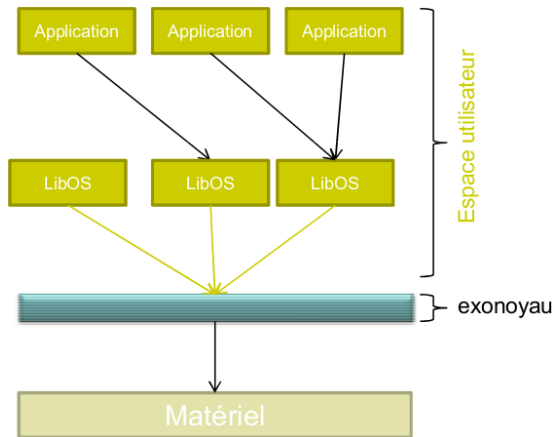 Application
Application
Application
Espace utilisateur
LibOS
LibOS
LibOS
exonoyau
Matériel